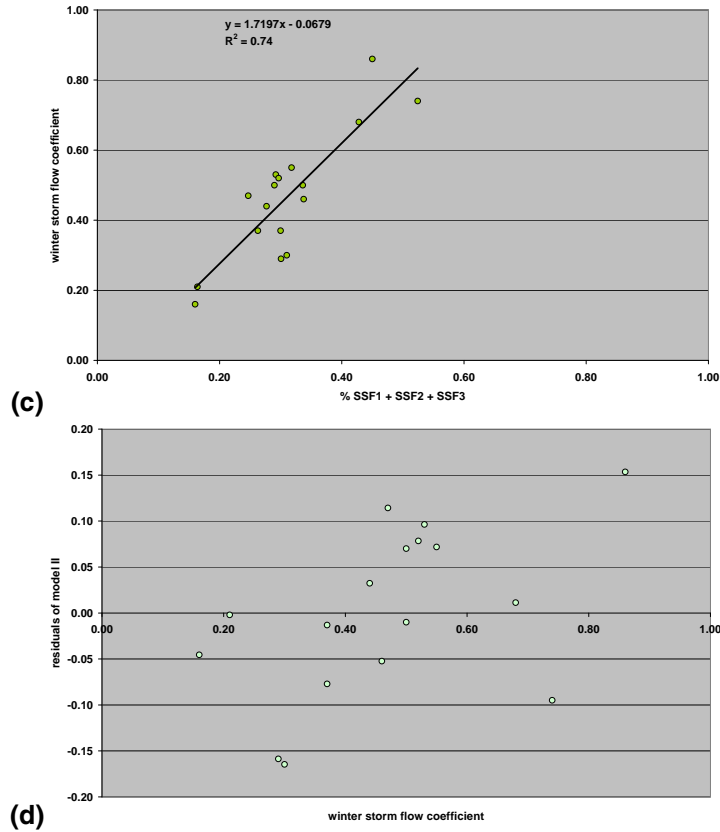 y = 1.7197x - 0.0679
R² = 0.74
1.00
0.80
0.60
0.40
0.20
0.00
winter storm flow coefficient
0.00 0.20 0.40 0.60 0.80 1.00
% SSF1 + SSF2 + SSF3
(c)
0.20
0.15
0.10
0.05
0.00
-0.05
-0.10
-0.15
-0.20
residuals of model II
0.00 0.20 0.40 0.60 0.80 1.00
winter storm flow coefficient
(d)